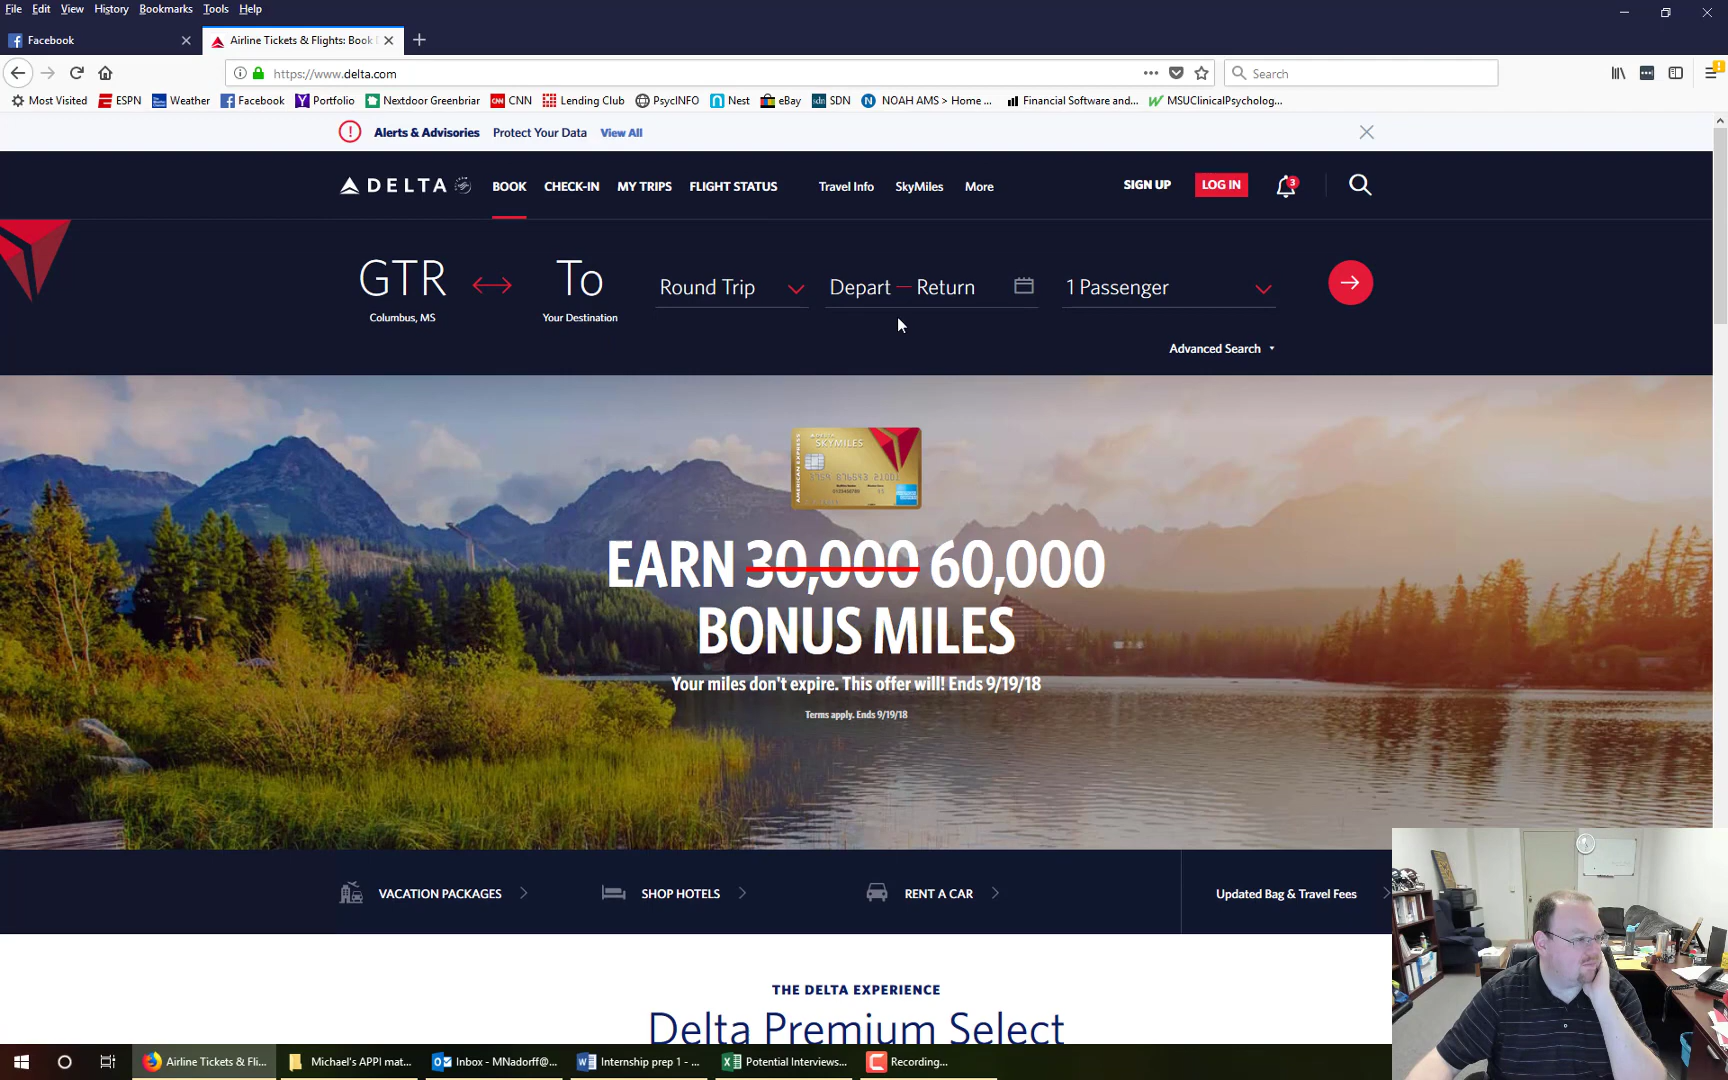 File Edit View History Bookmarks Tools Help
Facebook
Airline Tickets & Flights: Book
https://www.delta.com
Search
Most Visited ESPN Weather Facebook Portfolio Nextdoor Greenbriar CNN Lending Club PsycINFO Nest eBay SDN NOAH AMS > Home ... Financial Software and... MSUClinicalPsycholog...
Alerts & Advisories Protect Your Data View All
DELTA BOOK CHECK-IN MY TRIPS FLIGHT STATUS Travel Info SkyMiles More SIGN UP LOG IN 3
GTR To Round Trip Depart — Return 1 Passenger
Columbus, MS Your Destination
Advanced Search
DELTA
SKYMILES
AMERICAN EXPRESS
EARN 30,000 60,000
BONUS MILES
Your miles don't expire. This offer will! Ends 9/19/18
Terms apply. Ends 9/19/18
VACATION PACKAGES SHOP HOTELS RENT A CAR Updated Bag & Travel Fees
THE DELTA EXPERIENCE
Delta Premium Select
Airline Tickets & Fli... Michael's APPI mat... Inbox - MNadorff@... Internship prep 1 - ... Potential Interviews... Recording...